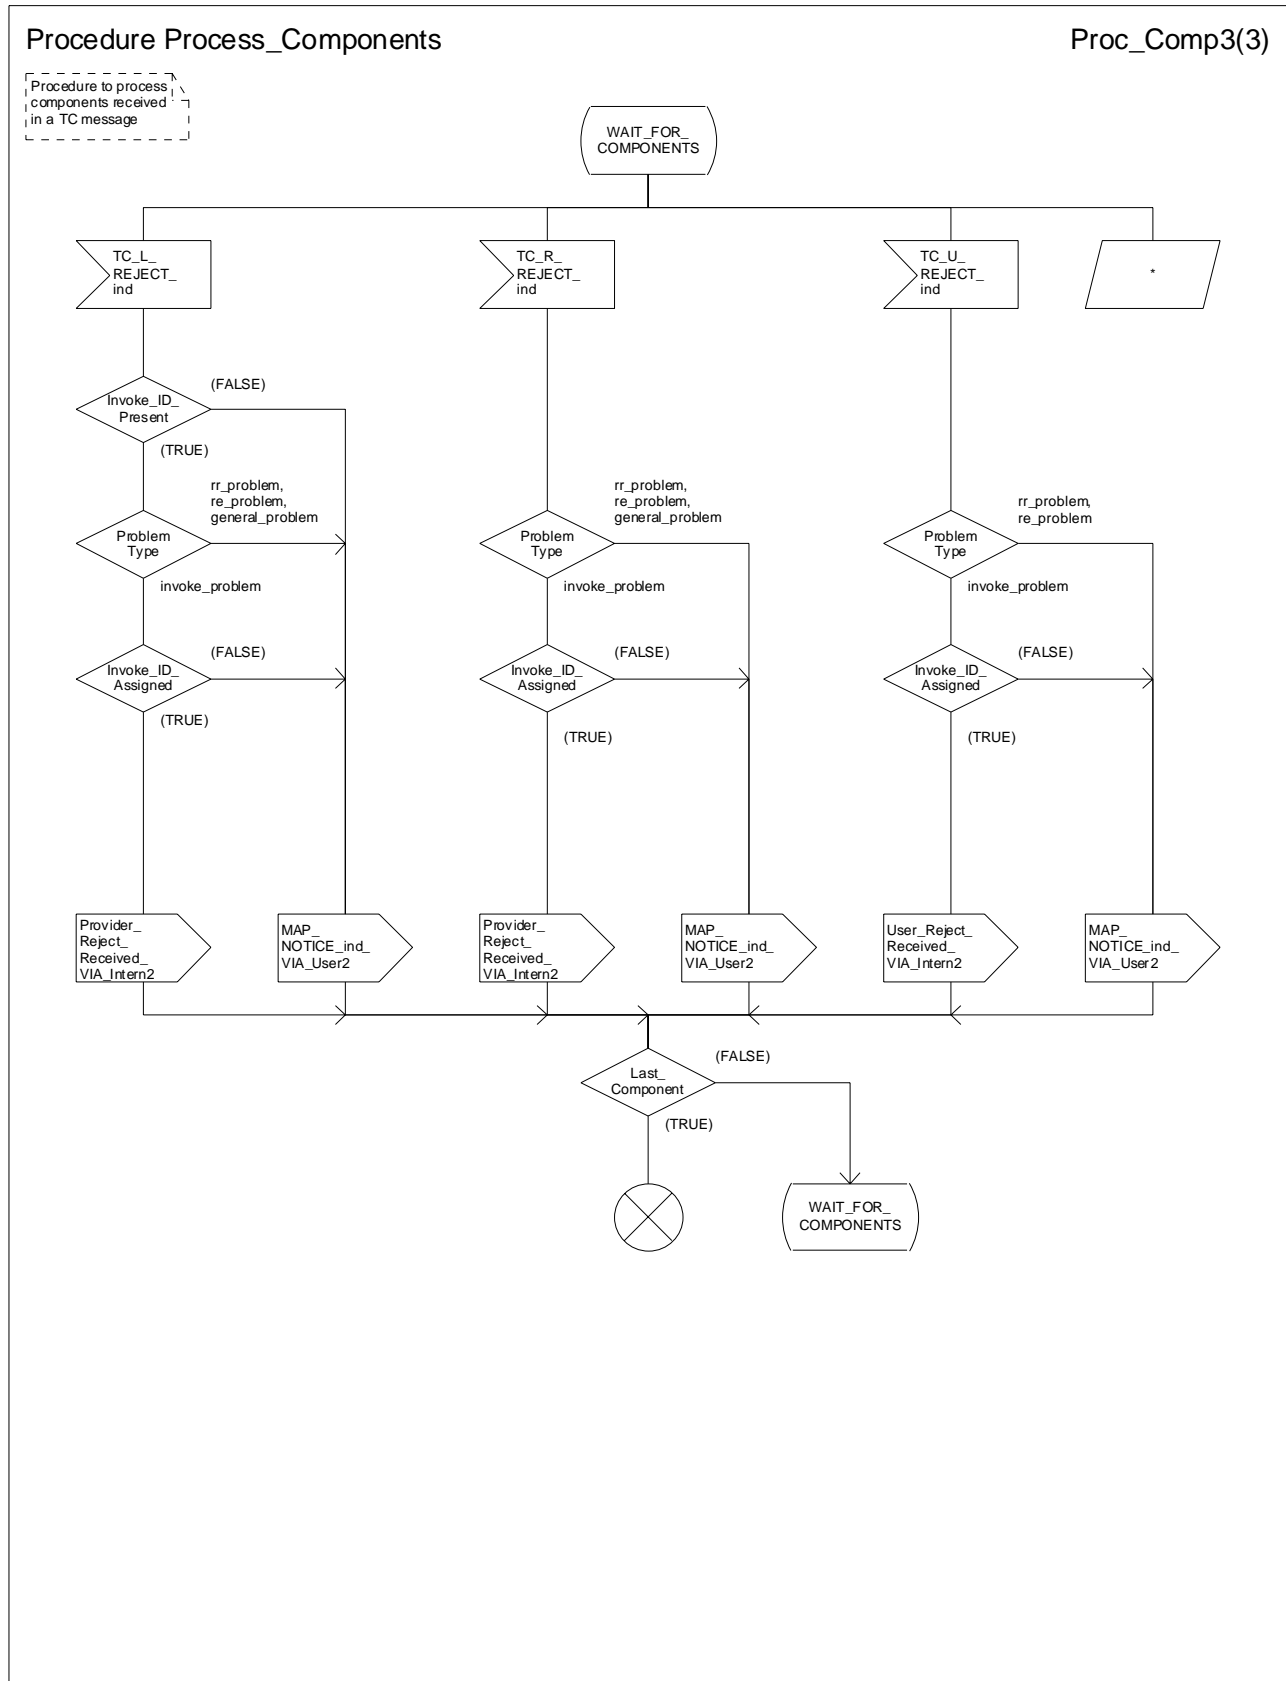 Procedure Process_Components
Proc_Comp3(3)
Procedure to process
components received
in a TC message
WAIT_FOR_
COMPONENTS
TC_L_
REJECT_
ind
TC_R_
REJECT_
ind
TC_U_
REJECT_
ind
*
(FALSE)
Invoke_ID_
Present
(TRUE)
rr_problem,
re_problem,
general_problem
Problem
Type
invoke_problem
rr_problem,
re_problem,
general_problem
Problem
Type
invoke_problem
rr_problem,
re_problem
Problem
Type
invoke_problem
(FALSE)
Invoke_ID_
Assigned
(TRUE)
(FALSE)
Invoke_ID_
Assigned
(TRUE)
(FALSE)
Invoke_ID_
Assigned
(TRUE)
Provider_
Reject_
Received_
VIA_Intern2
MAP_
NOTICE_ind_
VIA_User2
Provider_
Reject_
Received_
VIA_Intern2
MAP_
NOTICE_ind_
VIA_User2
User_Reject_
Received_
VIA_Intern2
MAP_
NOTICE_ind_
VIA_User2
(FALSE)
Last_
Component
(TRUE)
WAIT_FOR_
COMPONENTS